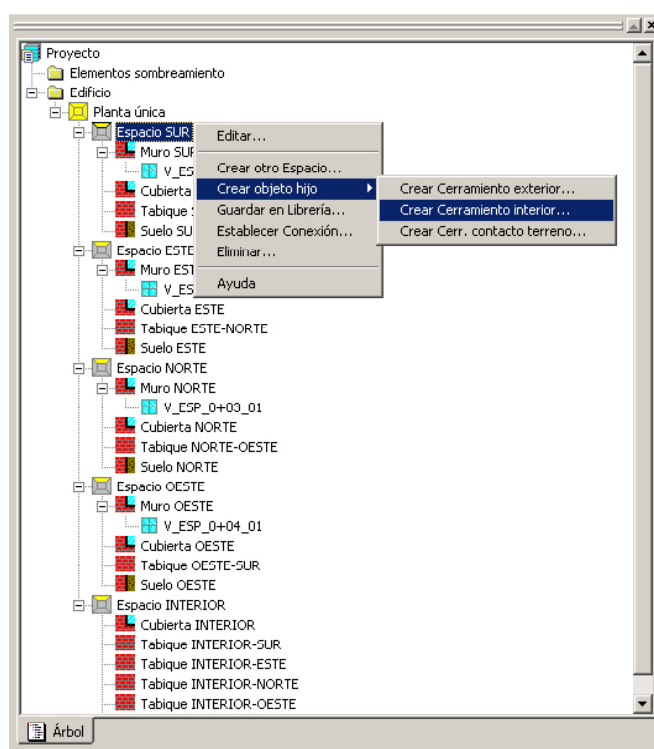 Proyecto
Elementos sombreamiento
Edificio
Planta única
Espacio SUR
Editar...
Muro SUR
V_ES
Crear otro Espacio...
Cubierta
Crear objeto hijo
Crear Cerramiento exterior...
Tabique
Guardar en Librería...
Crear Cerramiento interior...
Suelo SU
Establecer Conexión...
Crear Cerr. contacto terreno...
Espacio ESTE
Eliminar...
Muro EST
V_ES
Ayuda
Cubierta ESTE
Tabique ESTE-NORTE
Suelo ESTE
Espacio NORTE
Muro NORTE
V_ESP_0+03_01
Cubierta NORTE
Tabique NORTE-OESTE
Suelo NORTE
Espacio OESTE
Muro OESTE
V_ESP_0+04_01
Cubierta OESTE
Tabique OESTE-SUR
Suelo OESTE
Espacio INTERIOR
Cubierta INTERIOR
Tabique INTERIOR-SUR
Tabique INTERIOR-ESTE
Tabique INTERIOR-NORTE
Tabique INTERIOR-OESTE
Árbol